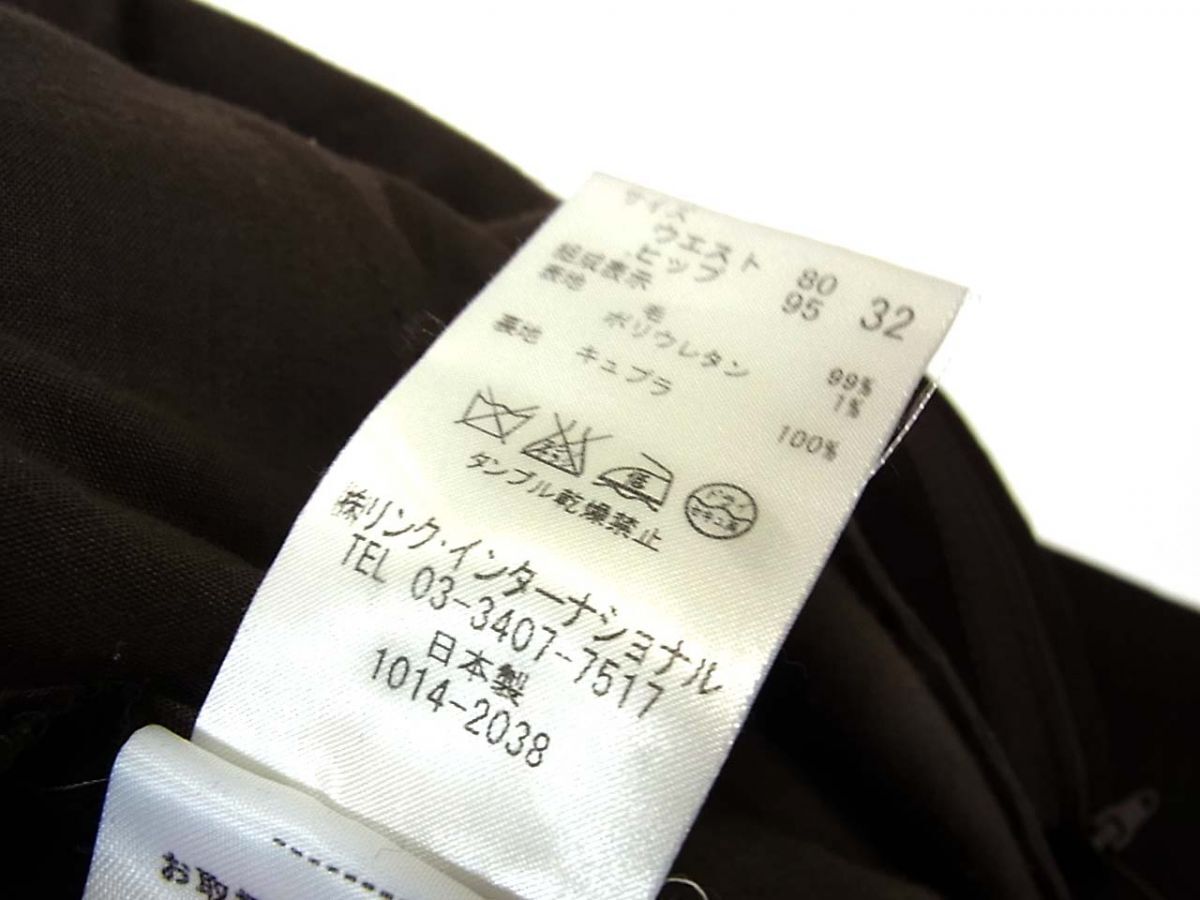 サイズ 32
ウエスト 80
ヒップ 95
組成表示
表地 毛 99%
ポリウレタン 1%
裏地 キュプラ 100%
タンブル乾燥禁止
㈱リンク・インターナショナル
TEL 03-3407-7517
日本製
1014-2038
お取